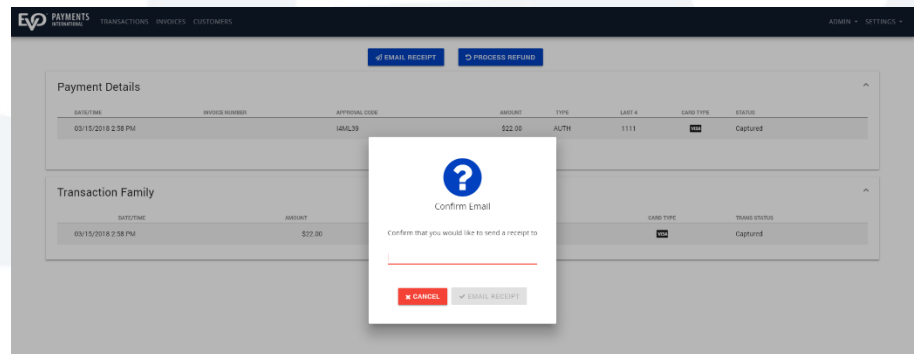 EVO PAYMENTS INTERNATIONAL TRANSACTIONS INVOICES CUSTOMERS ADMIN SETTINGS
EMAIL RECEIPT PROCESS REFUND
Payment Details
DATE/TIME INVOICE NUMBER APPROVAL CODE AMOUNT TYPE LAST 4 CARD TYPE STATUS
03/15/2018 2:58 PM I4ML39 $22.00 AUTH 1111 VISA Captured
Transaction Family
DATE/TIME AMOUNT CARD TYPE TRANS STATUS
03/15/2018 2:58 PM $22.00 VISA Captured
?
Confirm Email
Confirm that you would like to send a receipt to
CANCEL EMAIL RECEIPT